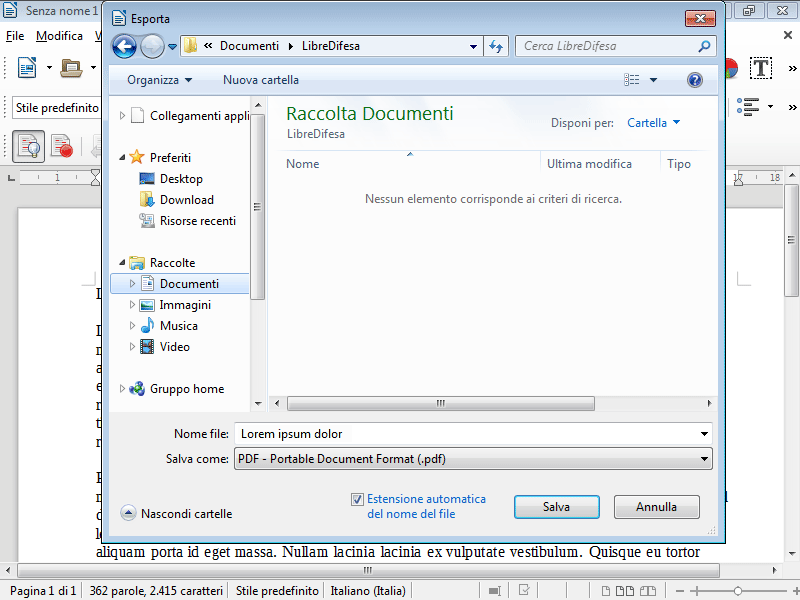 Senza nome 1
Esporta
File
Modifica
« Documenti LibreDifesa
Cerca LibreDifesa
Organizza
Nuova cartella
Stile predefinito
Collegamenti appli
Preferiti
Desktop
Download
Risorse recenti
Raccolte
Documenti
Immagini
Musica
Video
Gruppo home
Raccolta Documenti
LibreDifesa
Disponi per: Cartella
Nome
Ultima modifica
Tipo
Nessun elemento corrisponde ai criteri di ricerca.
1
17
18
Nome file: Lorem ipsum dolor
Salva come: PDF - Portable Document Format (.pdf)
Nascondi cartelle
Estensione automatica
del nome del file
Salva
Annulla
aliquam porta id eget massa. Nullam lacinia lacinia ex vulputate vestibulum. Quisque eu tortor
Pagina 1 di 1
362 parole, 2.415 caratteri
Stile predefinito
Italiano (Italia)